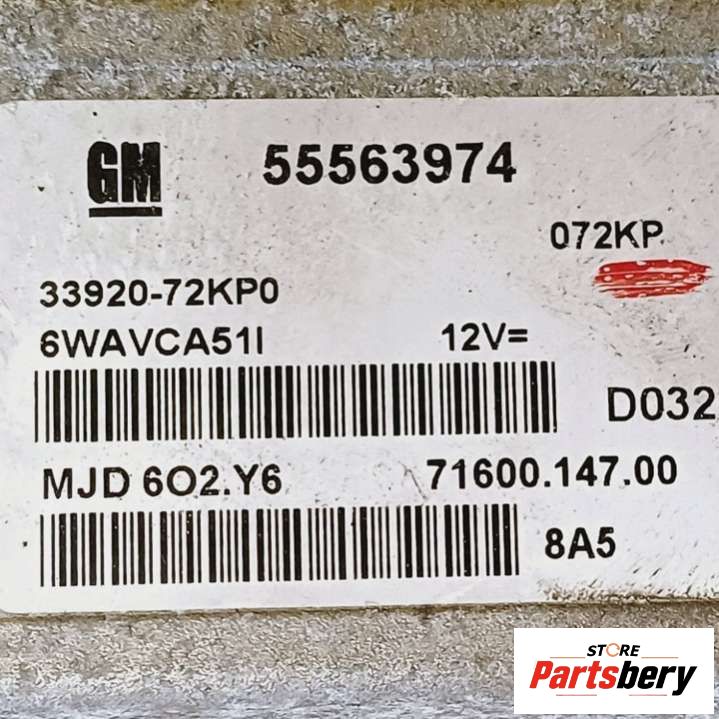 GM 55563974
072KP
33920-72KP0
6WAVCA51I 12V=
D032
MJD 6O2.Y6 71600.147.00
8A5
STORE
Partsbery